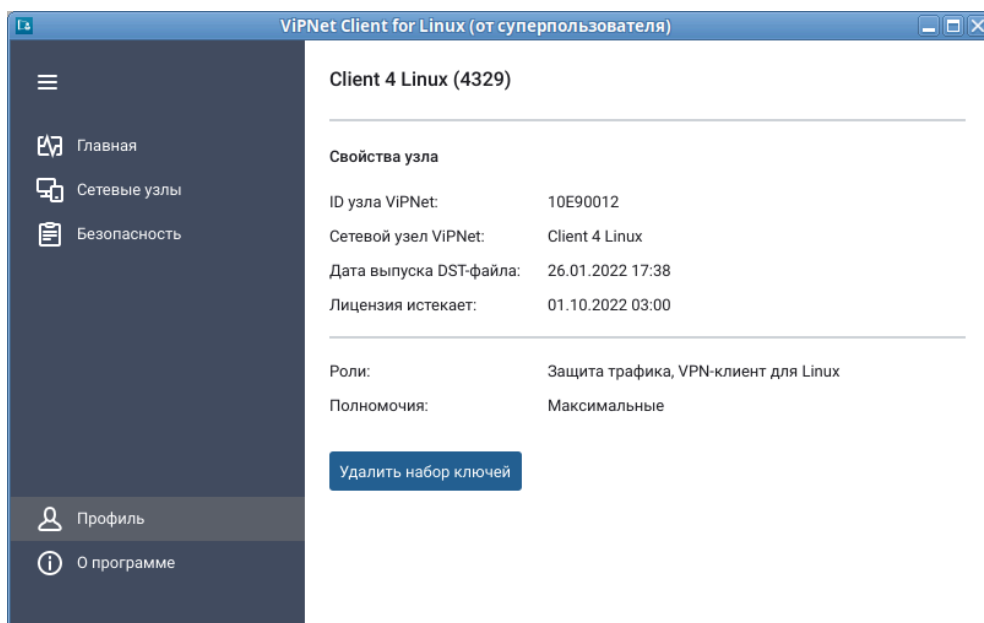 ViPNet Client for Linux (от суперпользователя)
Главная
Сетевые узлы
Безопасность
Профиль
О программе
Client 4 Linux (4329)
Свойства узла
ID узла ViPNet: 10E90012
Сетевой узел ViPNet: Client 4 Linux
Дата выпуска DST-файла: 26.01.2022 17:38
Лицензия истекает: 01.10.2022 03:00
Роли: Защита трафика, VPN-клиент для Linux
Полномочия: Максимальные
Удалить набор ключей